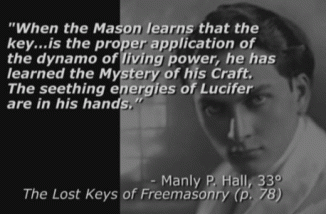 "When the Mason learns that the
key...is the proper application of
the dynamo of living power, he has
learned the Mystery of his Craft.
The seething energies of Lucifer
are in his hands."
- Manly P. Hall, 33°
The Lost Keys of Freemasonry (p. 78)